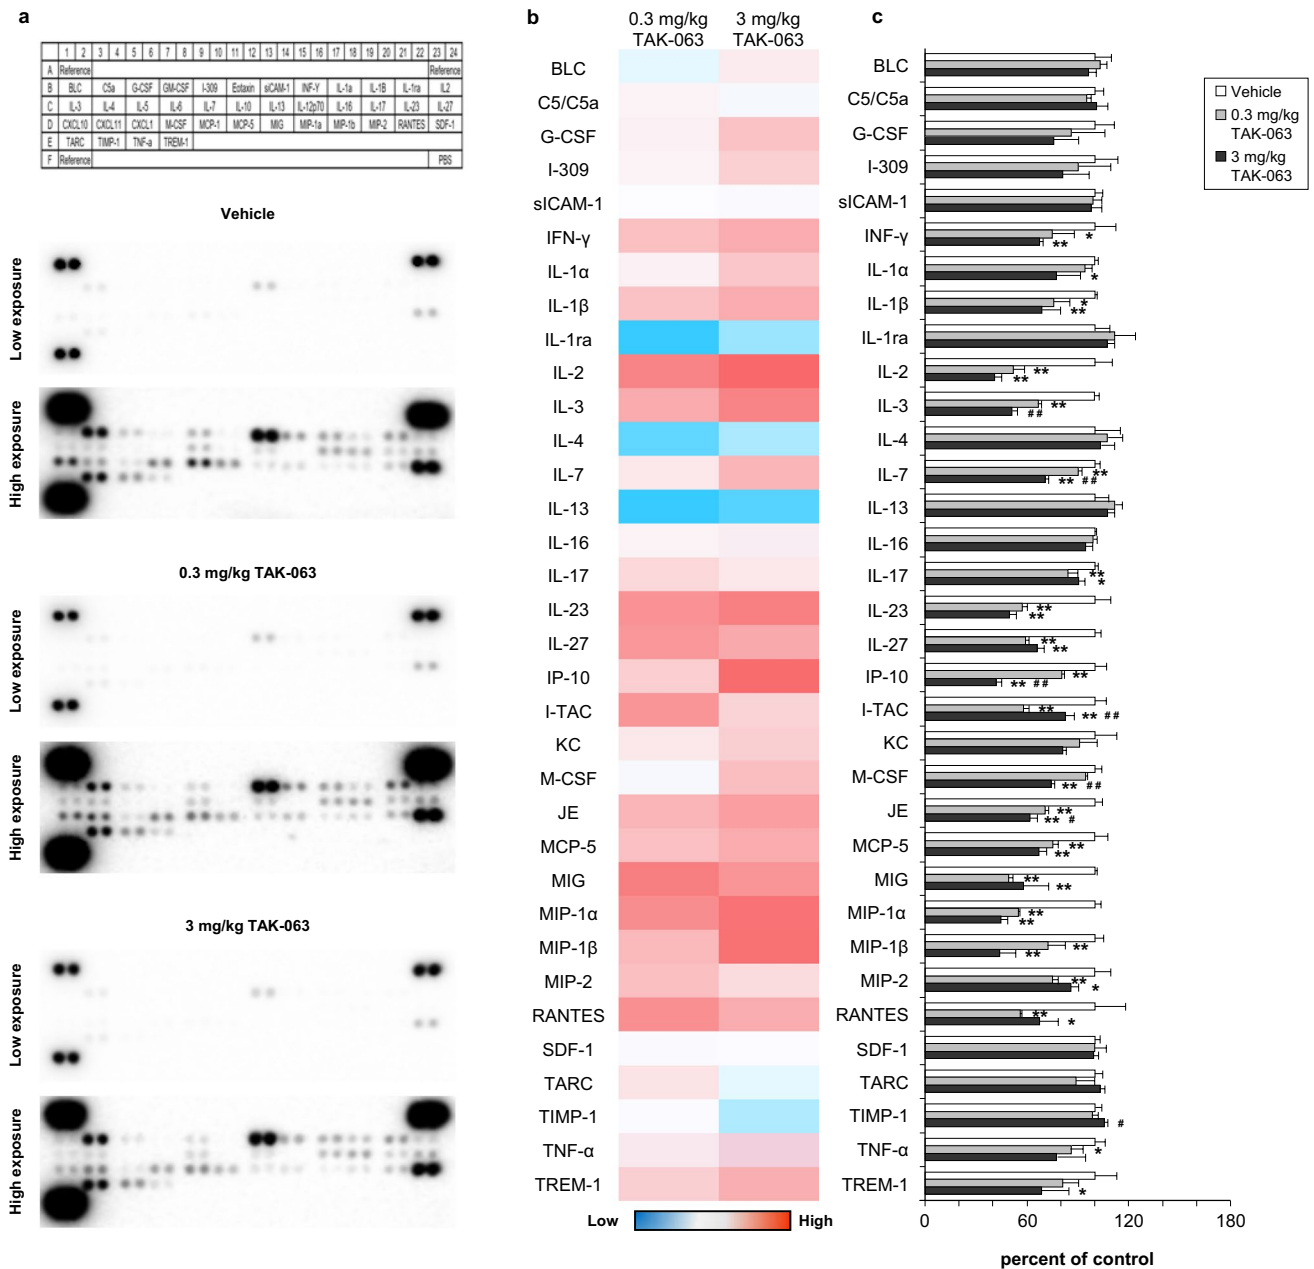 a
1 2 3 4 5 6 7 8 9 10 11 12 13 14 15 16 17 18 19 20 21 22 23 24
A Reference Reference
B BLC C5a G-CSF GM-CSF I-309 Eotaxin sICAM-1 INF-Y IL-1a IL-1B IL-1ra IL2
C IL-3 IL-4 IL-5 IL-6 IL-7 IL-10 IL-13 IL-12p70 IL-16 IL-17 IL-23 IL-27
D CXCL10 CXCL11 CXCL1 M-CSF MCP-1 MCP-5 MIG MIP-1a MIP-1b MIP-2 RANTES SDF-1
E TARC TIMP-1 TNF-a TREM-1
F Reference PBS
Vehicle
Low exposure
High exposure
0.3 mg/kg TAK-063
Low exposure
High exposure
3 mg/kg TAK-063
Low exposure
High exposure
b
0.3 mg/kg
TAK-063
3 mg/kg
TAK-063
BLC
C5/C5a
G-CSF
I-309
sICAM-1
IFN-γ
IL-1α
IL-1β
IL-1ra
IL-2
IL-3
IL-4
IL-7
IL-13
IL-16
IL-17
IL-23
IL-27
IP-10
I-TAC
KC
M-CSF
JE
MCP-5
MIG
MIP-1α
MIP-1β
MIP-2
RANTES
SDF-1
TARC
TIMP-1
TNF-α
TREM-1
Low High
c
BLC
C5/C5a
G-CSF
I-309
sICAM-1
INF-γ *
**
IL-1α
*
IL-1β *
**
IL-1ra
IL-2 **
**
IL-3 **
##
IL-4
IL-7 **
** ##
IL-13
IL-16
IL-17 **
*
IL-23 **
**
IL-27 **
**
IP-10 **
** ##
I-TAC **
** ##
KC
M-CSF
** ##
JE **
** #
MCP-5 **
**
MIG **
**
MIP-1α **
**
MIP-1β **
**
MIP-2 **
*
RANTES **
*
SDF-1
TARC
TIMP-1
#
TNF-α *
TREM-1
*
0 60 120 180
percent of control
Vehicle
0.3 mg/kg
TAK-063
3 mg/kg
TAK-063